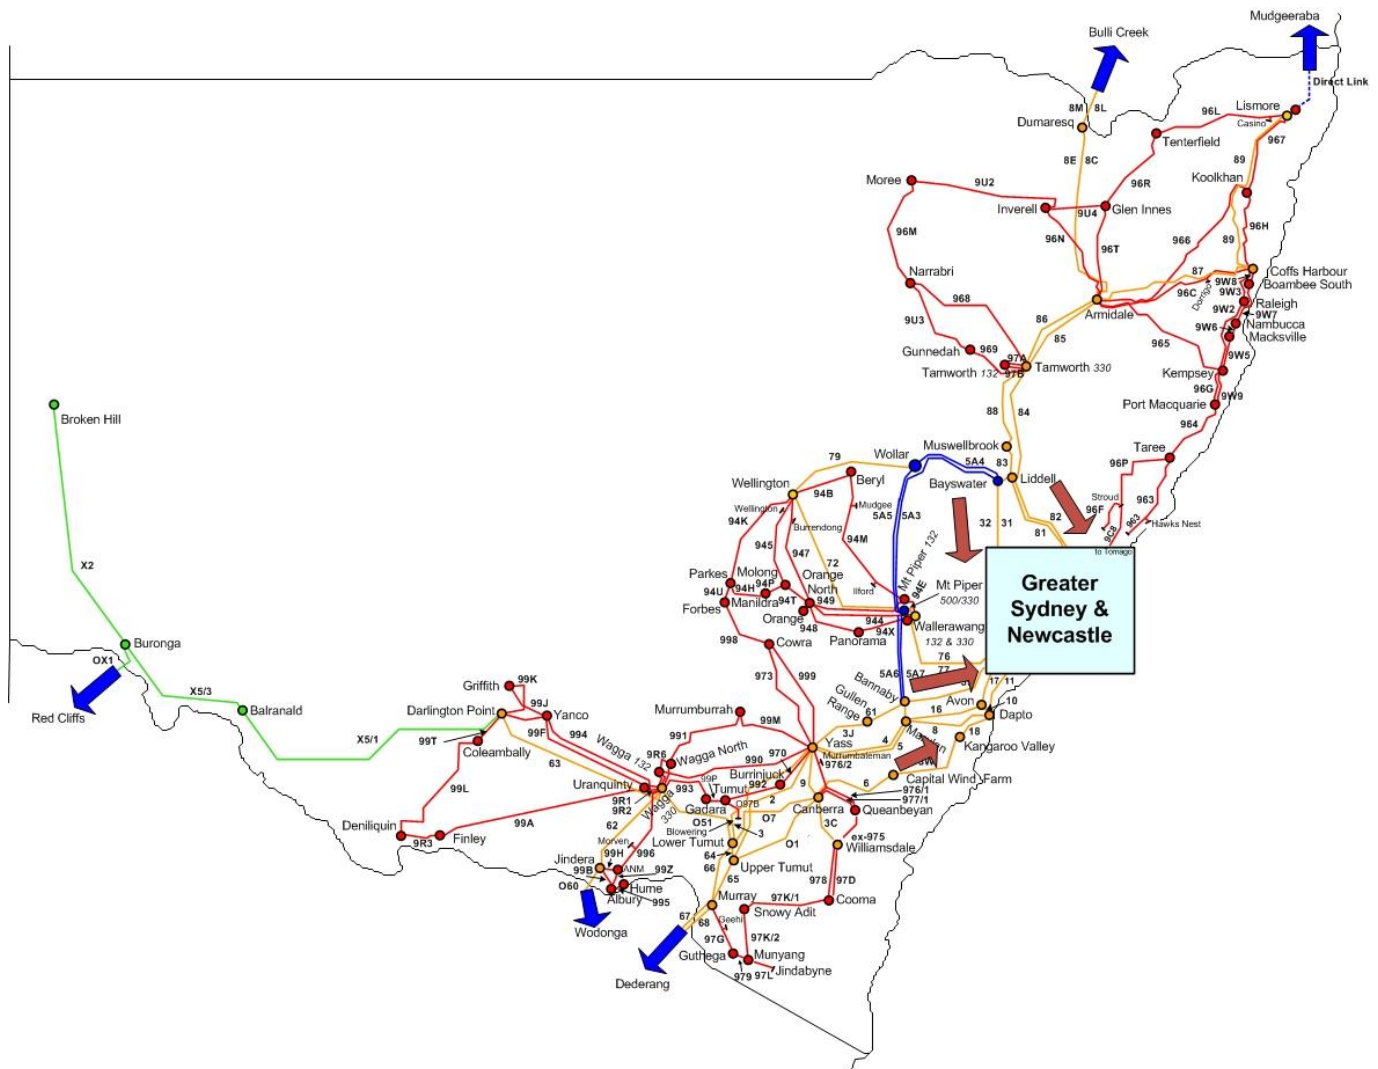 Mudgeeraba
Bulli Creek
Direct Link
8M
8L
Dumaresq
96L
Lismore
Casino
967
Tenterfield
8E
8C
89
Koolkhan
Moree
9U2
96R
Inverell
9U4
Glen Innes
96M
96N
96T
966
89
96H
Narrabri
87
Coffs Harbour
9W8
Boambee South
96C
Dorrigo
9W3
968
Armidale
Raleigh
9W2
9W7
9U3
86
85
9W6
Nambucca
Macksville
965
Gunnedah
969
97A
9W5
Tamworth 132
97B
Tamworth 330
Kempsey
96G
9W9
Port Macquarie
88
84
964
Broken Hill
Muswellbrook
Taree
79
Wollar
5A4
83
96P
Wellington
94B
Beryl
Bayswater
Liddell
Stroud
963
Wellington
Mudgee
5A5
5A3
32
31
82
96F
94K
Burrendong
81
9C8
963
Hawks Nest
945
947
94M
Mt Piper 132
to Tomago
X2
72
Parkes
Molong
94P
Orange
North
Ilford
94E
Mt Piper
500/330
94U
94H
Forbes
Manildra
94T
949
Orange
944
Wallerawang
132 & 330
948
94X
Panorama
Greater
Sydney &
Newcastle
Buronga
998
Cowra
76
77
OX1
973
999
5A6
5A7
Red Cliffs
X5/3
Balranald
Griffith
99K
Bannaby
17
11
Darlington Point
99J
Yanco
Murrumburrah
Gullen
Range
61
Avon
10
16
Dapto
X5/1
99T
99F
994
99M
3J
Coleambally
991
Wagga 132
9R6
Wagga North
Yass
4
5
8
18
Kangaroo Valley
63
970
Murrumbateman
990
976/2
Uranquinty
993
99P
Tumut
Burrinjuck
992
9
6
Capital Wind Farm
99L
9R1
9R2
Wagga
330
Gadara
O97B
2
Canberra
976/1
977/1
Queanbeyan
Deniliquin
99A
62
O51
O7
3C
9R3
Finley
Blowering
3
Lower Tumut
O1
ex-975
Williamsdale
Morven
99H
996
64
66
Upper Tumut
Jindera
99B
ANM
99Z
65
978
97D
O60
Hume
Albury
995
Murray
97K/1
Cooma
Snowy Adit
67
68
Geehi
Wodonga
97G
97K/2
Guthega
Munyang
Dederang
979
97L
Jindabyne